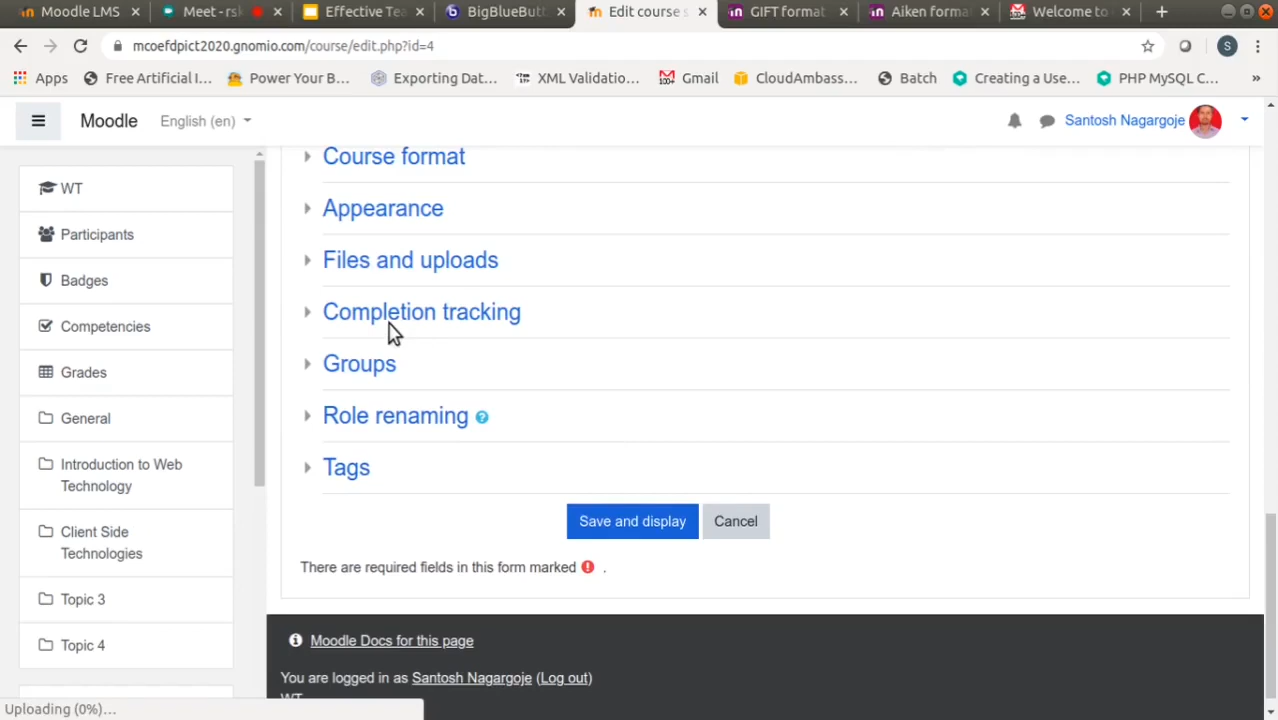 Moodle LMS
Meet - rsk
Effective Tea
BigBlueButt
Edit course s
GIFT format
Aiken forma
Welcome to
mcoefdpict2020.gnomio.com/course/edit.php?id=4
S
Apps
Free Artificial I...
Power Your B...
Exporting Dat...
XML Validatio...
Gmail
CloudAmbass...
Batch
Creating a Use...
PHP MySQL C...
Moodle
English (en)
Santosh Nagargoje
WT
Participants
Badges
Competencies
Grades
General
Introduction to Web
Technology
Client Side
Technologies
Topic 3
Topic 4
Course format
Appearance
Files and uploads
Completion tracking
Groups
Role renaming
Tags
Save and display
Cancel
There are required fields in this form marked .
Moodle Docs for this page
You are logged in as Santosh Nagargoje (Log out)
WT
Uploading (0%)...